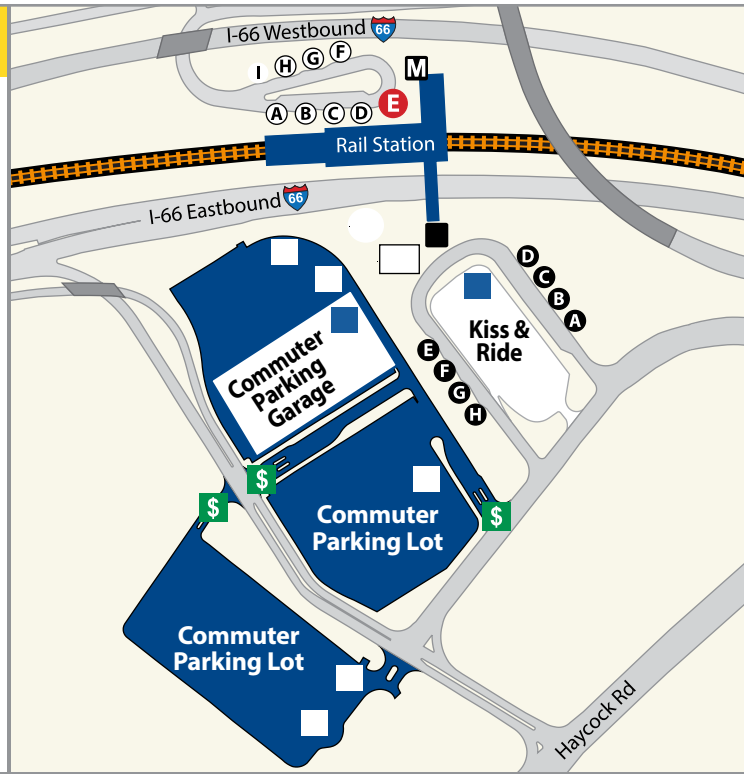 I-66 Westbound 66
I H G F
M
A B C D E
Rail Station
I-66 Eastbound 66
D
C
B
A
Kiss &
Ride
E
F
G
H
Commuter
Parking
Garage
$
$
$
Commuter
Parking Lot
Commuter
Parking Lot
Haycock Rd